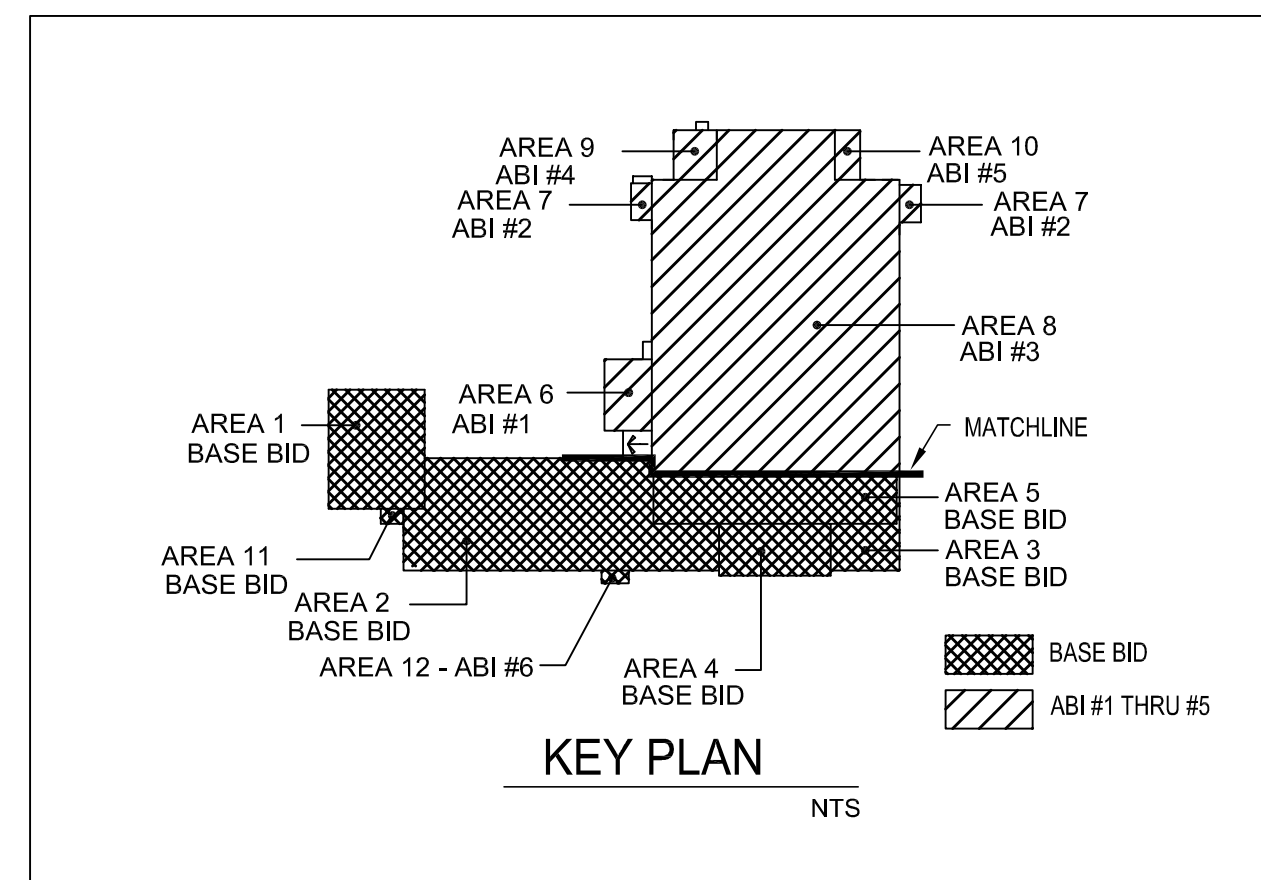 AREA 9
ABI #4
AREA 10
ABI #5
AREA 7
ABI #2
AREA 7
ABI #2
AREA 8
ABI #3
AREA 6
ABI #1
AREA 1
BASE BID
MATCHLINE
AREA 5
BASE BID
AREA 11
BASE BID
AREA 3
BASE BID
AREA 2
BASE BID
AREA 12 - ABI #6
AREA 4
BASE BID
BASE BID
ABI #1 THRU #5
KEY PLAN
NTS